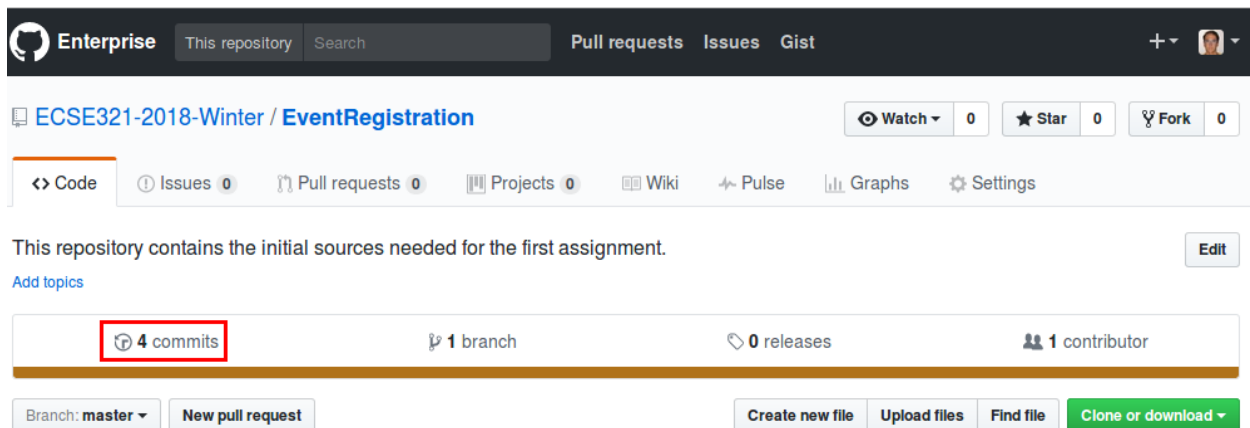 Enterprise This repository Search Pull requests Issues Gist
ECSE321-2018-Winter / EventRegistration Watch 0 Star 0 Fork 0
<> Code Issues 0 Pull requests 0 Projects 0 Wiki Pulse Graphs Settings
This repository contains the initial sources needed for the first assignment. Edit
Add topics
4 commits 1 branch 0 releases 1 contributor
Branch: master New pull request Create new file Upload files Find file Clone or download